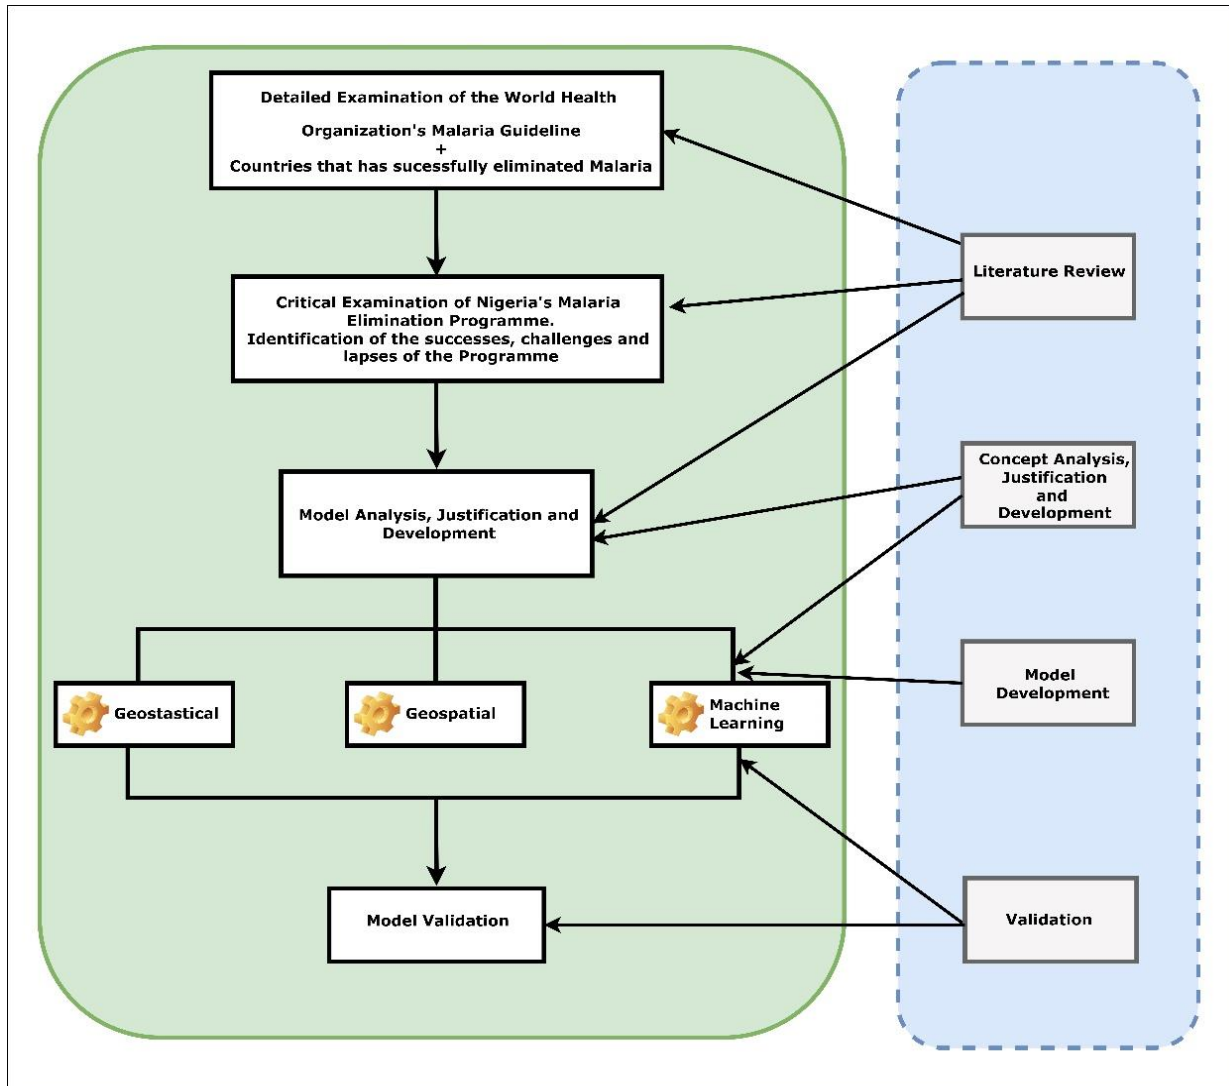 Detailed Examination of the World Health
Organization's Malaria Guideline
+
Countries that has sucessfully eliminated Malaria
Literature Review
Critical Examination of Nigeria's Malaria
Elimination Programme.
Identification of the successes, challenges and
lapses of the Programme
Concept Analysis,
Justification
and
Development
Model Analysis, Justification and
Development
Model
Development
Geostastical
Geospatial
Machine
Learning
Model Validation
Validation